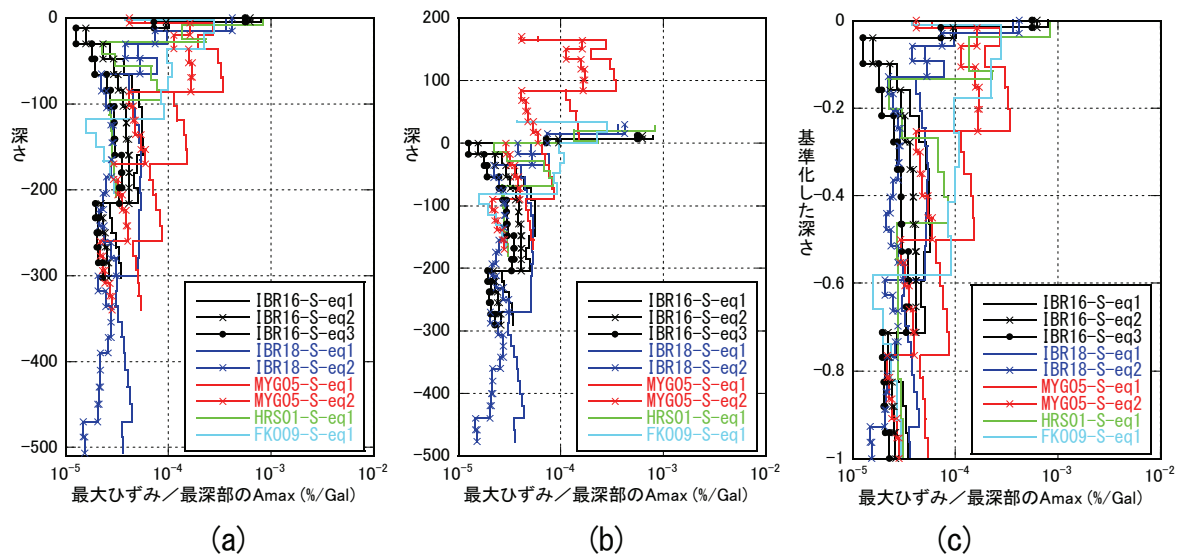 0
-100
-200
-300
-400
-500
深さ
10-5
10-4
10-3
10-2
最大ひずみ／最深部のAmax (%/Gal)
IBR16-S-eq1
IBR16-S-eq2
IBR16-S-eq3
IBR18-S-eq1
IBR18-S-eq2
MYG05-S-eq1
MYG05-S-eq2
HRS01-S-eq1
FK009-S-eq1
(a)
200
100
0
-100
-200
-300
-400
-500
深さ
10-5
10-4
10-3
10-2
最大ひずみ／最深部のAmax (%/Gal)
IBR16-S-eq1
IBR16-S-eq2
IBR16-S-eq3
IBR18-S-eq1
IBR18-S-eq2
MYG05-S-eq1
MYG05-S-eq2
HRS01-S-eq1
FK009-S-eq1
(b)
0
-0.2
-0.4
-0.6
-0.8
-1
基準化した深さ
10-5
10-4
10-3
10-2
最大ひずみ／最深部のAmax (%/Gal)
IBR16-S-eq1
IBR16-S-eq2
IBR16-S-eq3
IBR18-S-eq1
IBR18-S-eq2
MYG05-S-eq1
MYG05-S-eq2
HRS01-S-eq1
FK009-S-eq1
(c)